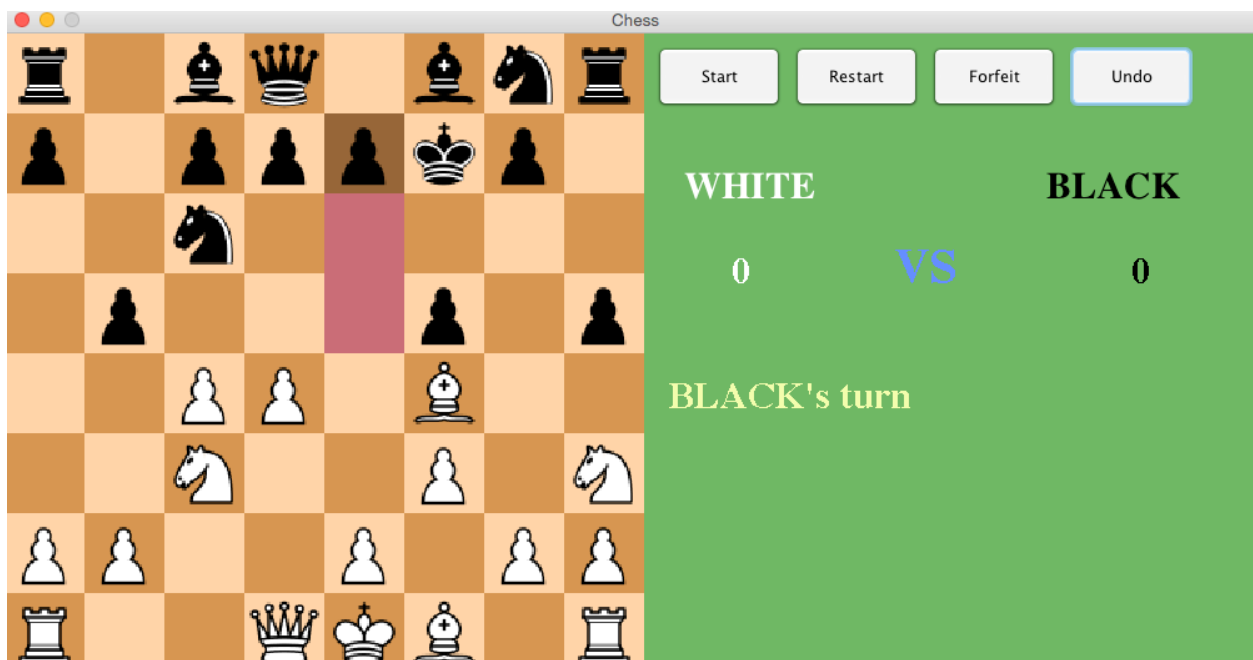 Chess
Start Restart Forfeit Undo
WHITE BLACK
0 VS 0
BLACK's turn